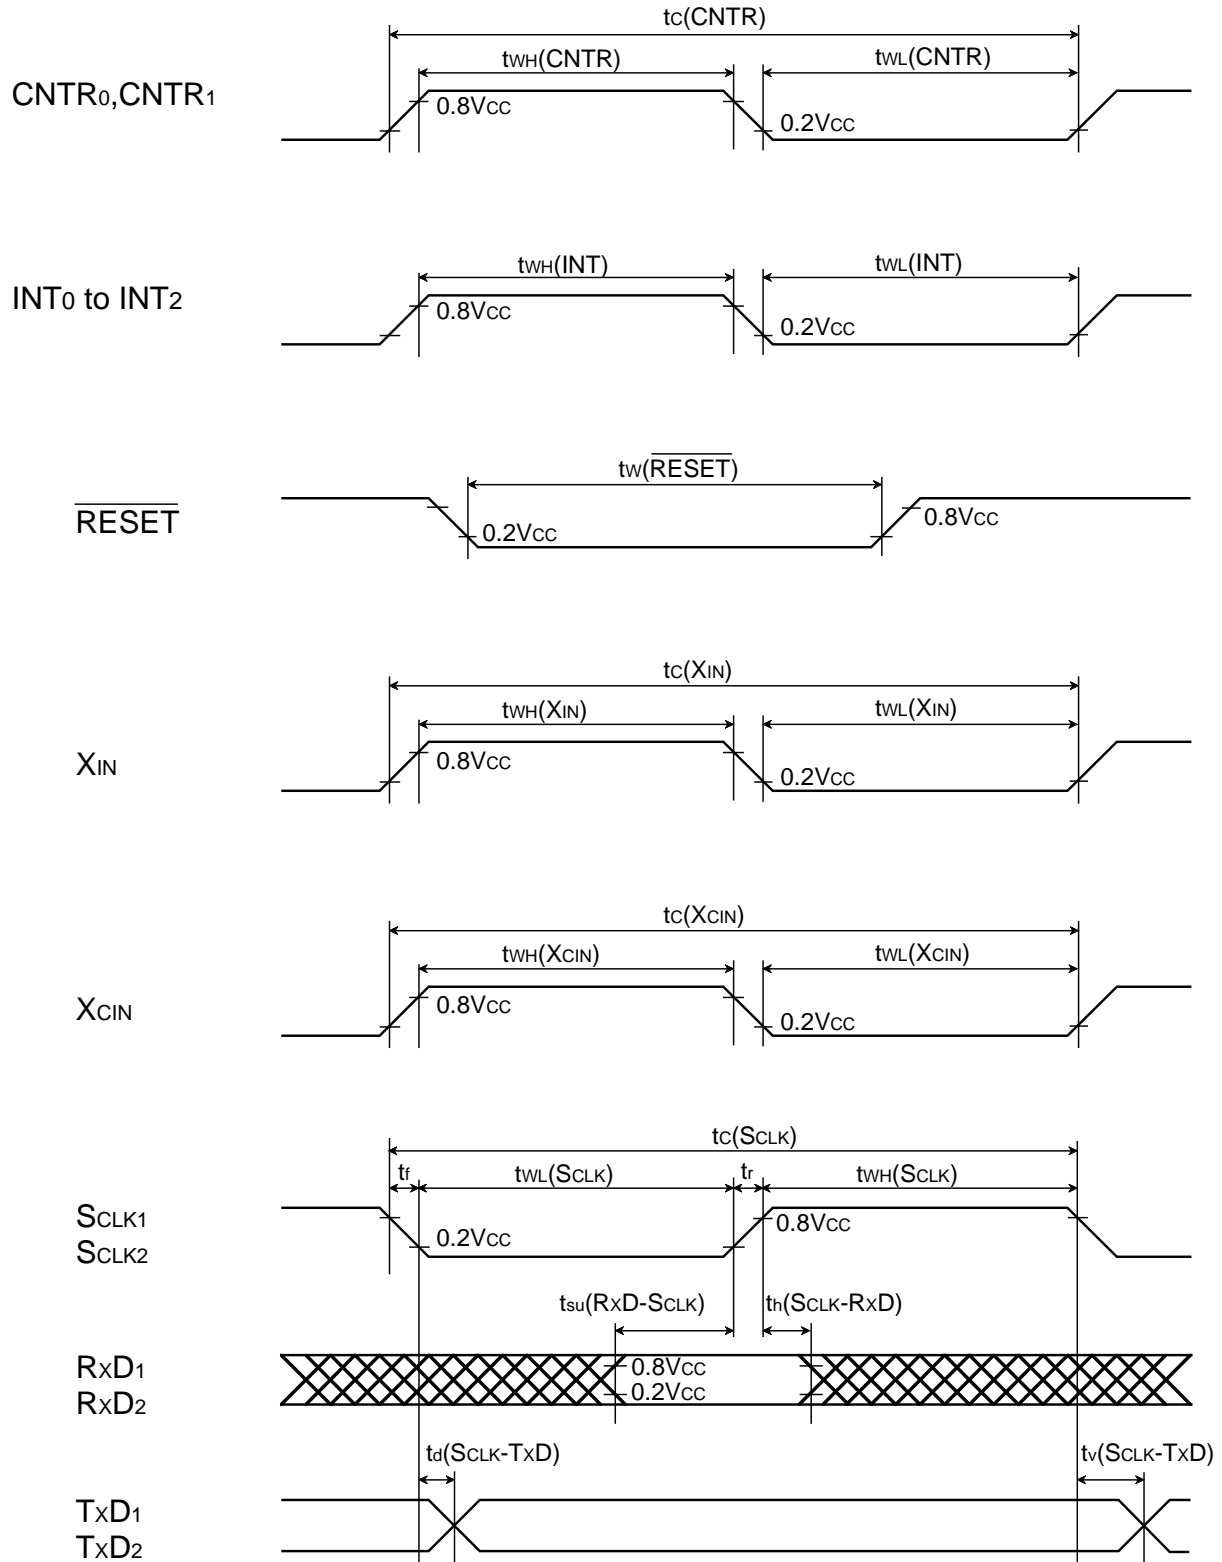 tC(CNTR)
tWH(CNTR) tWL(CNTR)
CNTR0,CNTR1
0.8VCC
0.2VCC
tWH(INT) tWL(INT)
INT0 to INT2
0.8VCC
0.2VCC
tW(RESET)
RESET
0.2VCC
0.8VCC
tC(XIN)
tWH(XIN) tWL(XIN)
XIN
0.8VCC
0.2VCC
tC(XCIN)
tWH(XCIN) tWL(XCIN)
XCIN
0.8VCC
0.2VCC
tC(SCLK)
tf tWL(SCLK) tr tWH(SCLK)
SCLK1
SCLK2
0.2VCC
0.8VCC
tsu(RXD-SCLK) th(SCLK-RXD)
RXD1
RXD2
0.8VCC
0.2VCC
td(SCLK-TXD) tv(SCLK-TXD)
TXD1
TXD2